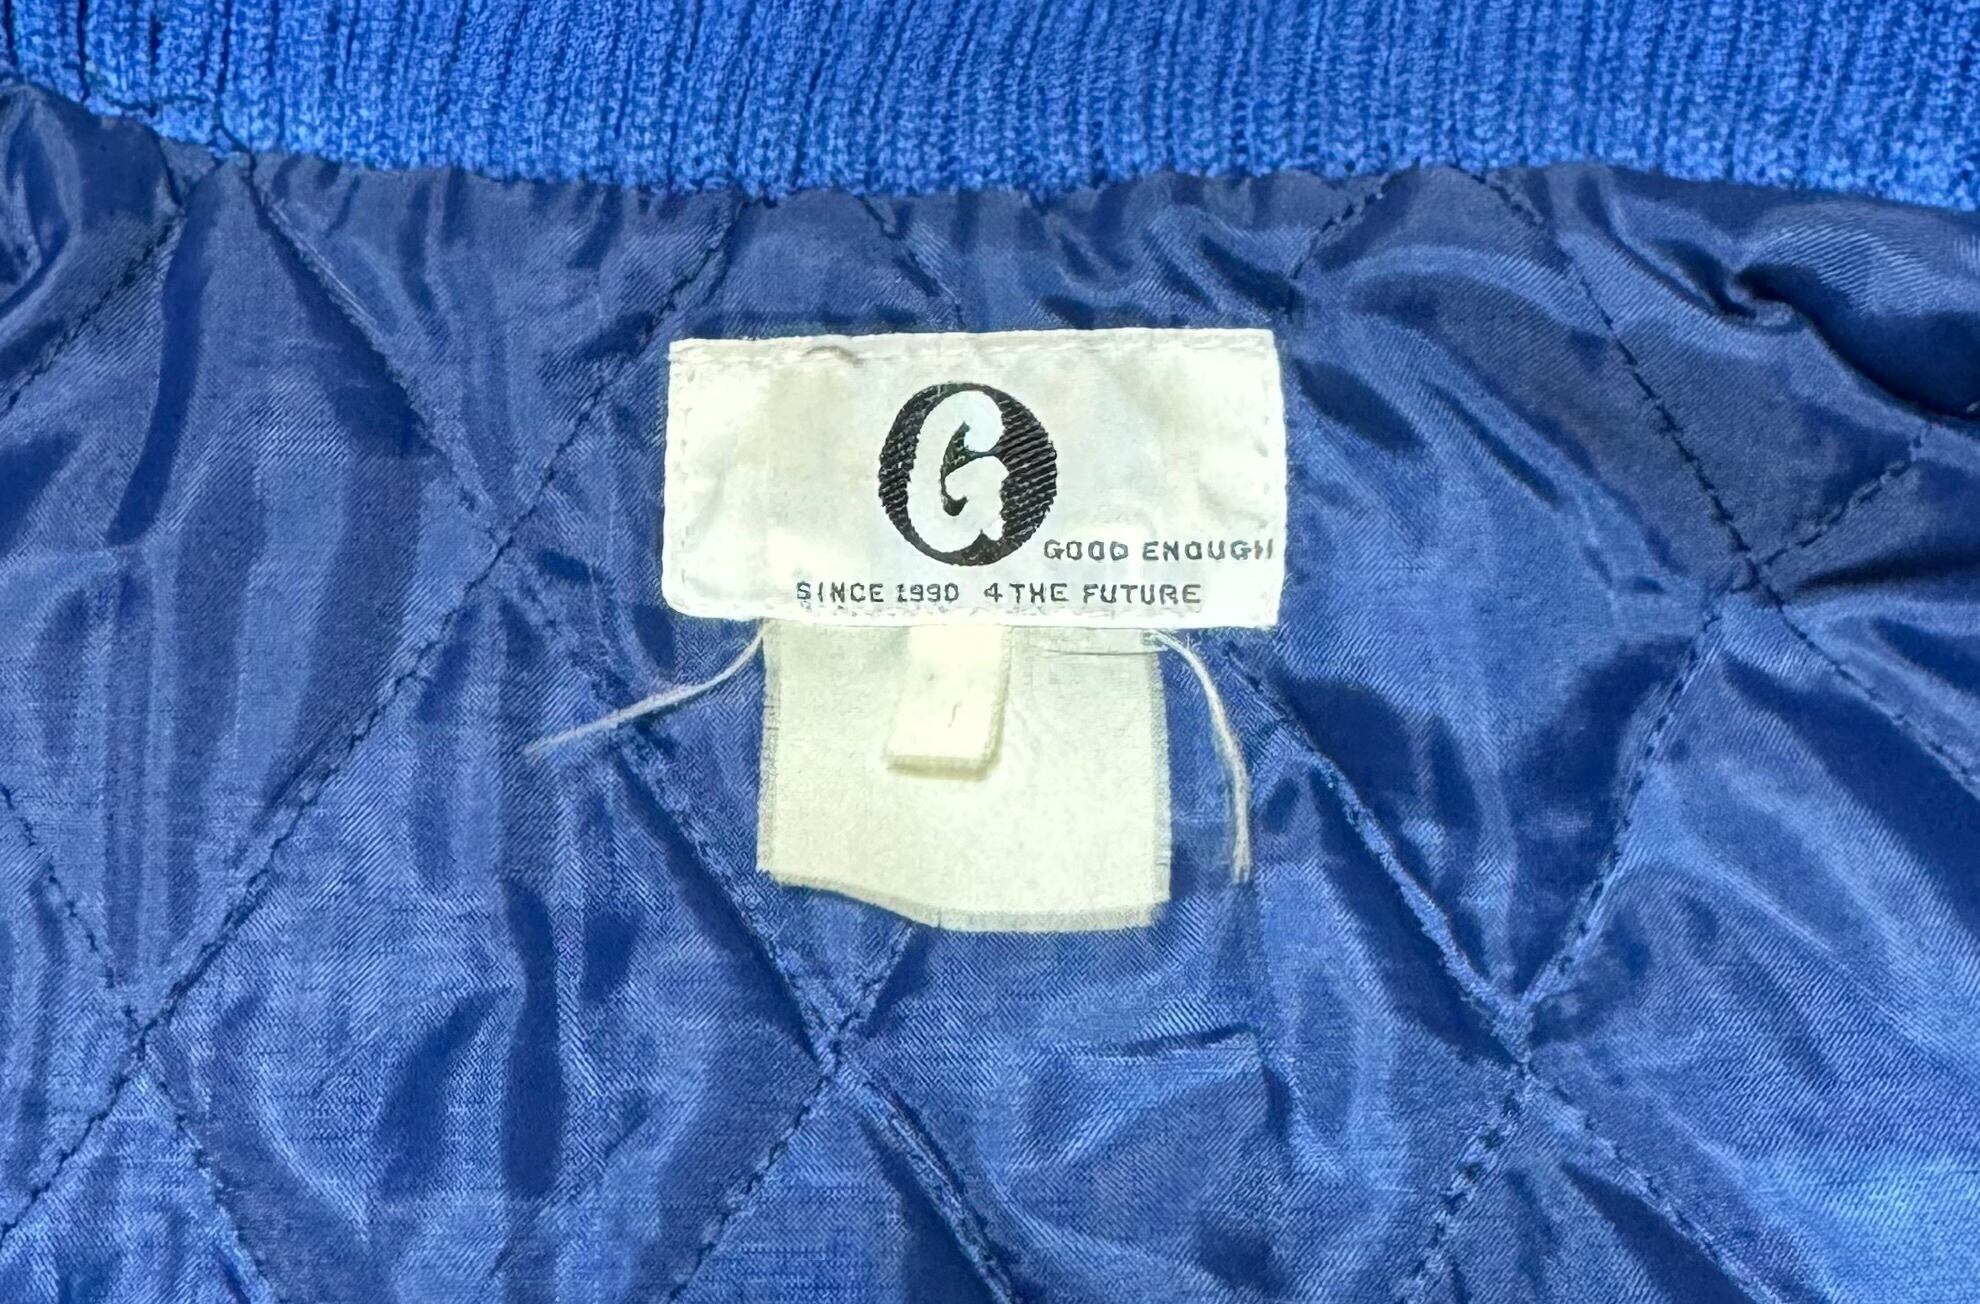 G
GOOD ENOUGH
SINCE 1990 4 THE FUTURE